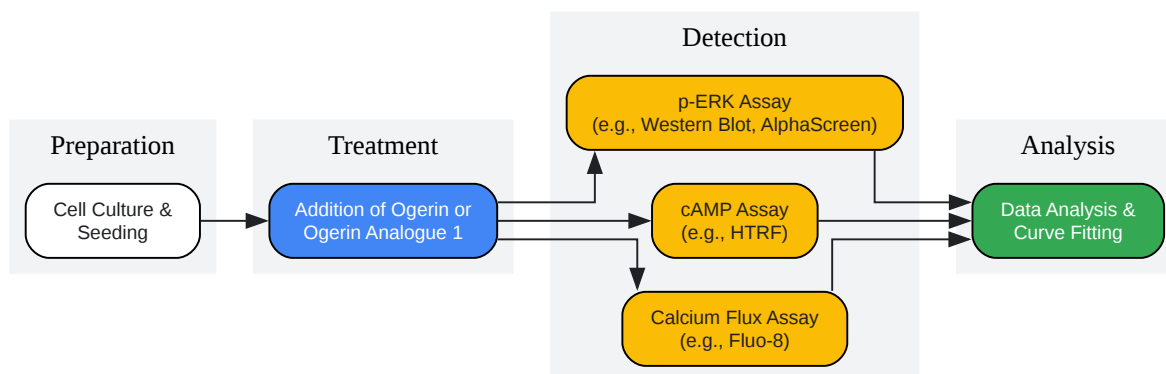 Preparation
Cell Culture &
Seeding
Treatment
Addition of Ogerin or
Ogerin Analogue 1
Detection
p-ERK Assay
(e.g., Western Blot, AlphaScreen)
cAMP Assay
(e.g., HTRF)
Calcium Flux Assay
(e.g., Fluo-8)
Analysis
Data Analysis &
Curve Fitting